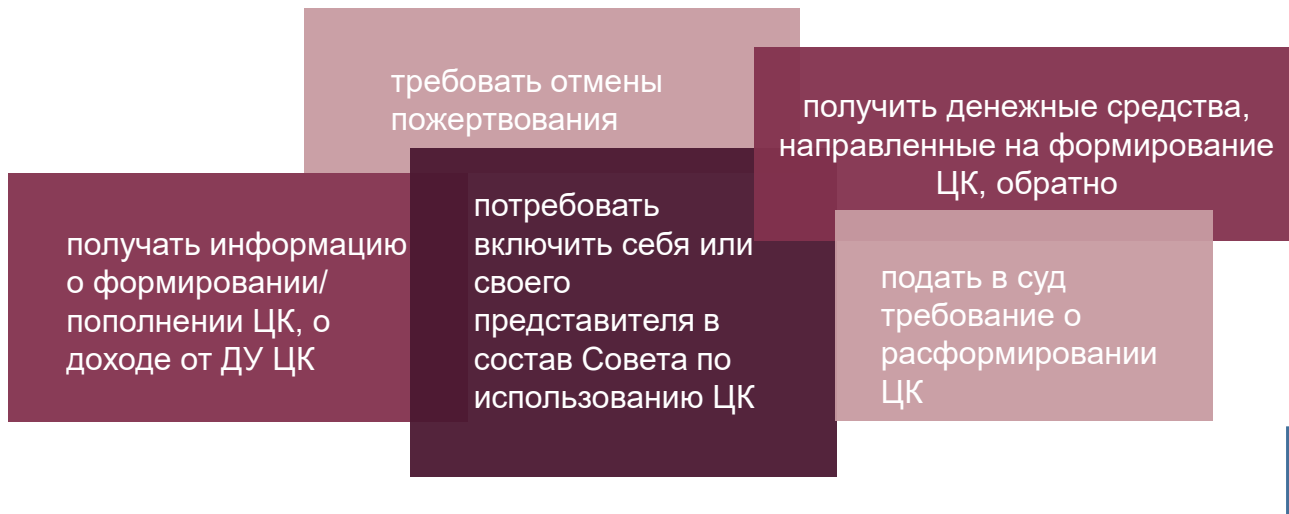 требовать отмены
пожертвования
получить денежные средства,
направленные на формирование
ЦК, обратно
получать информацию
о формировании/
пополнении ЦК, о
доходе от ДУ ЦК
потребовать
включить себя или
своего
представителя в
состав Совета по
использованию ЦК
подать в суд
требование о
расформировании
ЦК